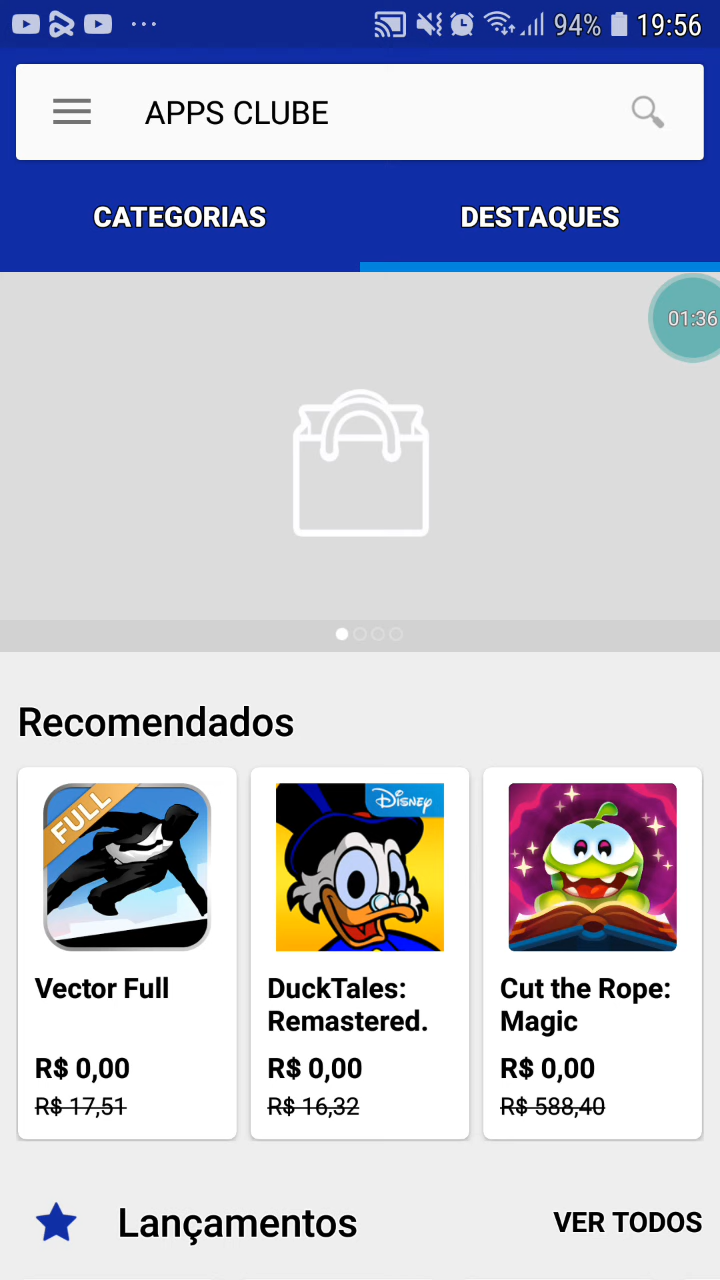 94% 19:56
APPS CLUBE
CATEGORIAS DESTAQUES
01:36
Recomendados
FULL
Disney
Vector Full
R$ 0,00
R$ 17,51
DuckTales:
Remastered.
R$ 0,00
R$ 16,32
Cut the Rope:
Magic
R$ 0,00
R$ 588,40
Lançamentos VER TODOS